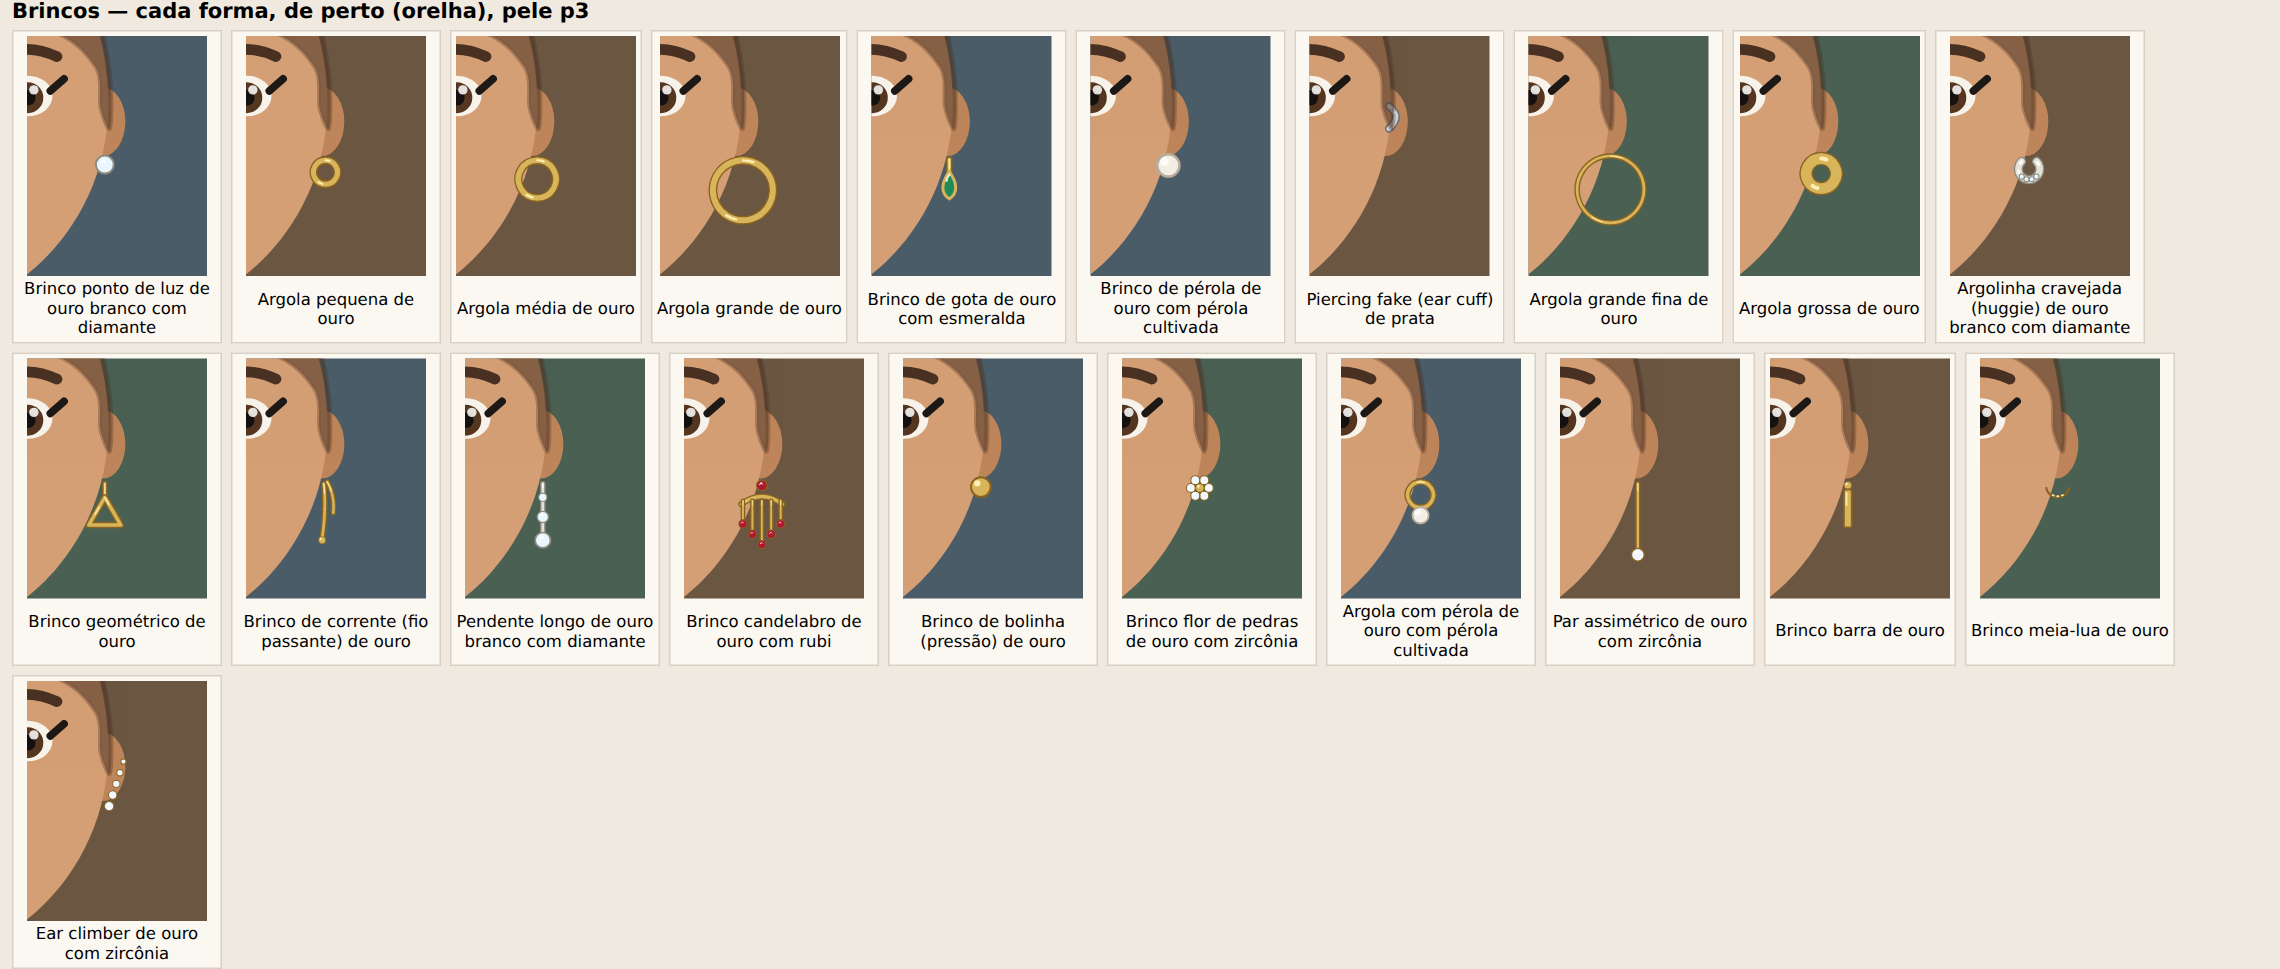 Brincos — cada forma, de perto (orelha), pele p3
Brinco ponto de luz de
ouro branco com
diamante
Argola pequena de
ouro
Argola média de ouro
Argola grande de ouro
Brinco de gota de ouro
com esmeralda
Brinco de pérola de
ouro com pérola
cultivada
Piercing fake (ear cuff)
de prata
Argola grande fina de
ouro
Argola grossa de ouro
Argolinha cravejada
(huggie) de ouro
branco com diamante
Brinco geométrico de
ouro
Brinco de corrente (fio
passante) de ouro
Pendente longo de ouro
branco com diamante
Brinco candelabro de
ouro com rubi
Brinco de bolinha
(pressão) de ouro
Brinco flor de pedras
de ouro com zircônia
Argola com pérola de
ouro com pérola
cultivada
Par assimétrico de ouro
com zircônia
Brinco barra de ouro
Brinco meia-lua de ouro
Ear climber de ouro
com zircônia